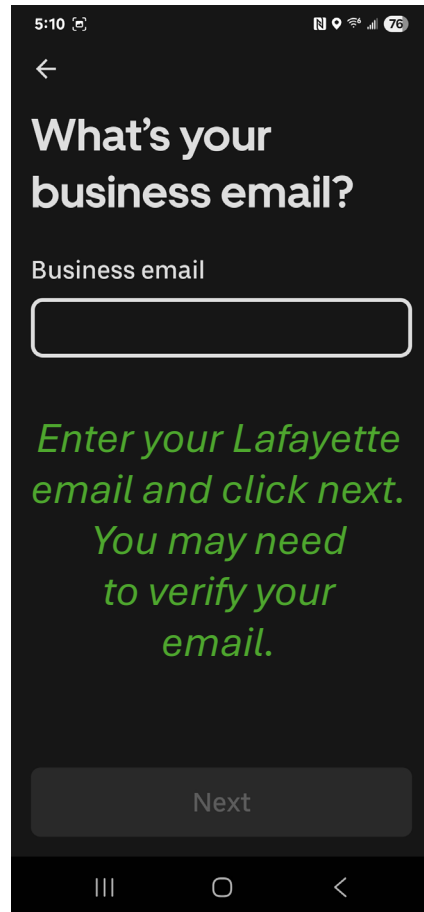 5:10
76
What's your
business email?
Business email
Enter your Lafayette
email and click next.
You may need
to verify your
email.
Next